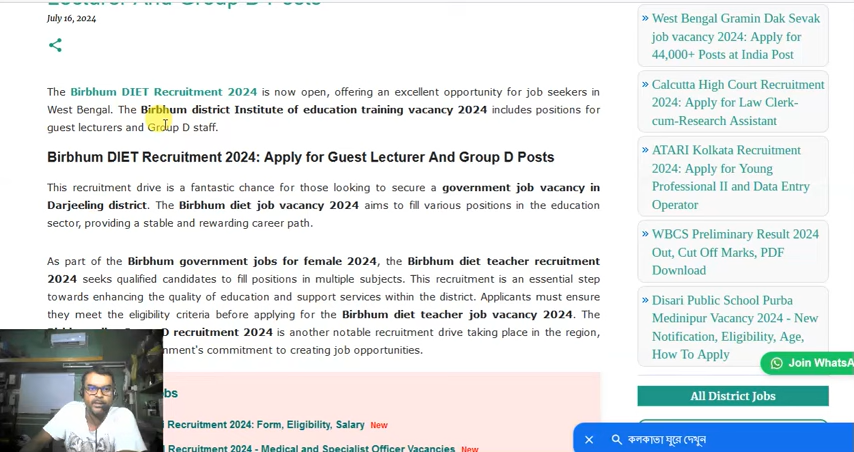 Lecturer And Group D Posts
July 16, 2024
The Birbhum DIET Recruitment 2024 is now open, offering an excellent opportunity for job seekers in
West Bengal. The Birbhum district Institute of education training vacancy 2024 includes positions for
guest lecturers and Group D staff.
Birbhum DIET Recruitment 2024: Apply for Guest Lecturer And Group D Posts
This recruitment drive is a fantastic chance for those looking to secure a government job vacancy in
Darjeeling district. The Birbhum diet job vacancy 2024 aims to fill various positions in the education
sector, providing a stable and rewarding career path.
As part of the Birbhum government jobs for female 2024, the Birbhum diet teacher recruitment
2024 seeks qualified candidates to fill positions in multiple subjects. This recruitment is an essential step
towards enhancing the quality of education and support services within the district. Applicants must ensure
they meet the eligibility criteria before applying for the Birbhum diet teacher job vacancy 2024. The
D recruitment 2024 is another notable recruitment drive taking place in the region,
commitment to creating job opportunities.
Recruitment 2024: Form, Eligibility, Salary New
Recruitment 2024 - Medical and Specialist Officer Vacancies New
» West Bengal Gramin Dak Sevak
job vacancy 2024: Apply for
44,000+ Posts at India Post
» Calcutta High Court Recruitment
2024: Apply for Law Clerk-
cum-Research Assistant
» ATARI Kolkata Recruitment
2024: Apply for Young
Professional II and Data Entry
Operator
» WBCS Preliminary Result 2024
Out, Cut Off Marks, PDF
Download
» Disari Public School Purba
Medinipur Vacancy 2024 - New
Notification, Eligibility, Age,
How To Apply
Join WhatsA
All District Jobs
কলকাতা ঘুরে দেখুন